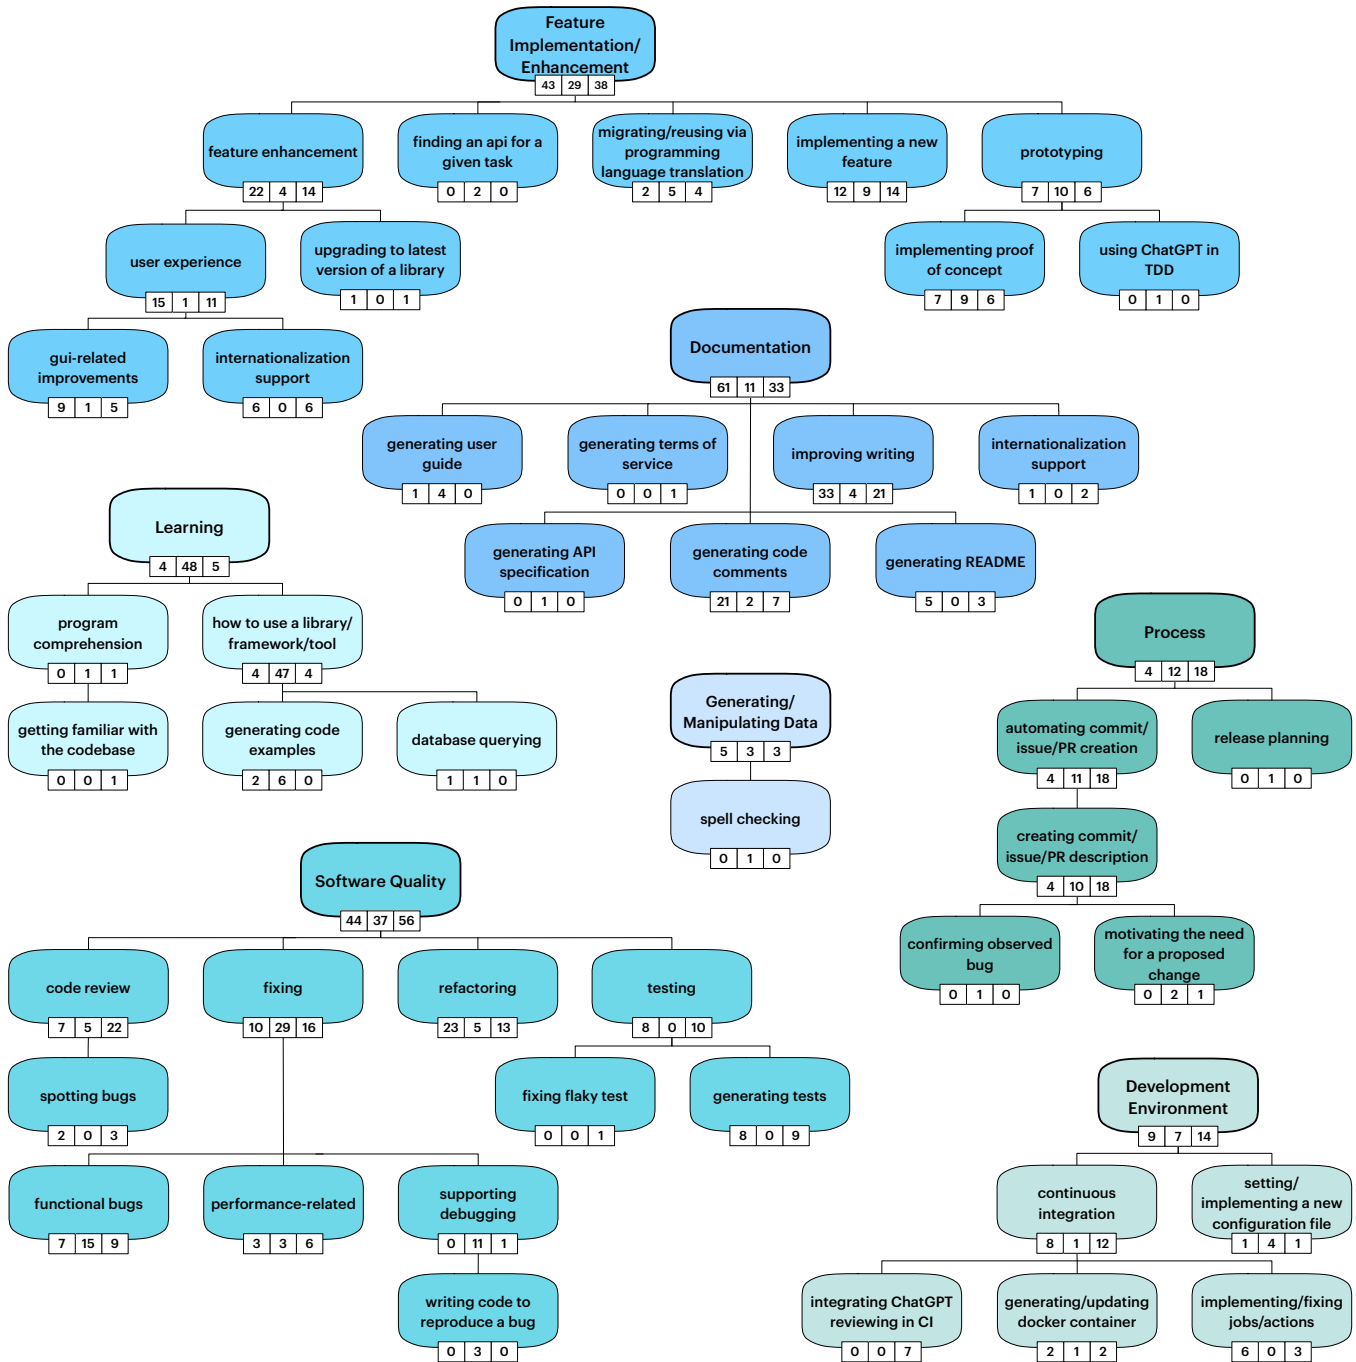 Feature
Implementation/
Enhancement
43 29 38
feature enhancement
22 4 14
finding an api for a
given task
0 2 0
migrating/reusing via
programming
language translation
2 5 4
implementing a new
feature
12 9 14
prototyping
7 10 6
user experience
15 1 11
upgrading to latest
version of a library
1 0 1
implementing proof
of concept
7 9 6
using ChatGPT in
TDD
0 1 0
gui-related
improvements
9 1 5
internationalization
support
6 0 6
Documentation
61 11 33
generating user
guide
1 4 0
generating terms of
service
0 0 1
improving writing
33 4 21
internationalization
support
1 0 2
generating API
specification
0 1 0
generating code
comments
21 2 7
generating README
5 0 3
Learning
4 48 5
program
comprehension
0 1 1
how to use a library/
framework/tool
4 47 4
getting familiar with
the codebase
0 0 1
generating code
examples
2 6 0
database querying
1 1 0
Generating/
Manipulating Data
5 3 3
spell checking
0 1 0
Process
4 12 18
automating commit/
issue/PR creation
4 11 18
release planning
0 1 0
creating commit/
issue/PR description
4 10 18
confirming observed
bug
0 1 0
motivating the need
for a proposed
change
0 2 1
Software Quality
44 37 56
code review
7 5 22
fixing
10 29 16
refactoring
23 5 13
testing
8 0 10
spotting bugs
2 0 3
fixing flaky test
0 0 1
generating tests
8 0 9
functional bugs
7 15 9
performance-related
3 3 6
supporting
debugging
0 11 1
writing code to
reproduce a bug
0 3 0
Development
Environment
9 7 14
continuous
integration
8 1 12
setting/
implementing a new
configuration file
1 4 1
integrating ChatGPT
reviewing in CI
0 0 7
generating/updating
docker container
2 1 2
implementing/fixing
jobs/actions
6 0 3